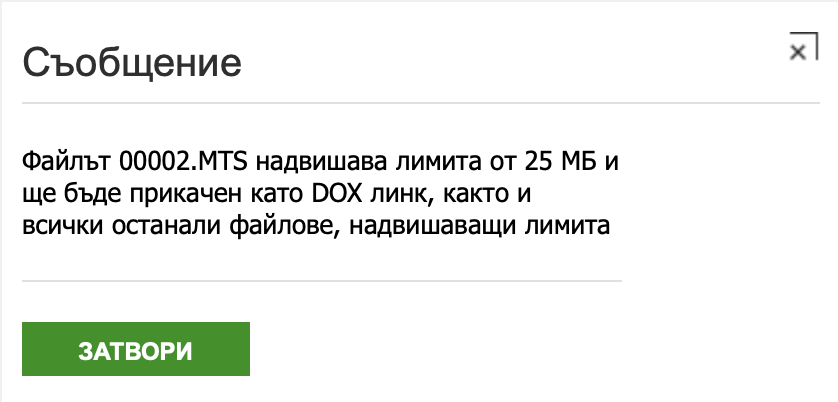 Съобщение
Файлът 00002.MTS надвишава лимита от 25 МБ и
ще бъде прикачен като DOX линк, както и
всички останали файлове, надвишаващи лимита
ЗАТВОРИ